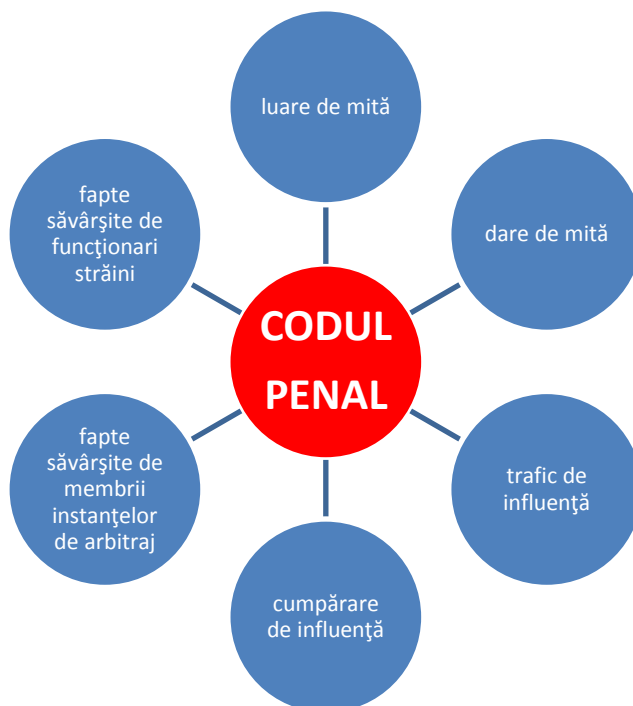 luare de mită
dare de mită
trafic de
influenţă
cumpărare
de influenţă
fapte
săvârşite de
membrii
instanţelor
de arbitraj
fapte
săvârşite de
funcţionari
străini
CODUL
PENAL